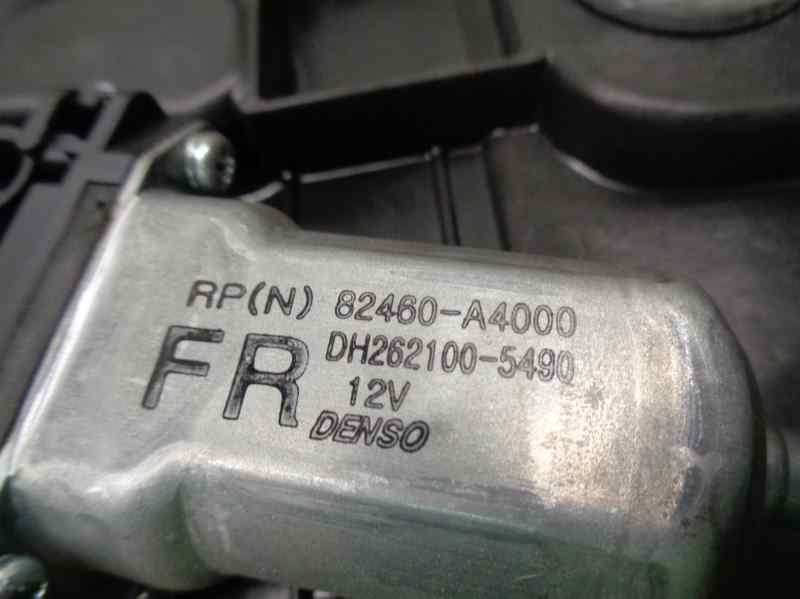 RP(N) 82460-A4000
FR DH262100-5490
12V
DENSO